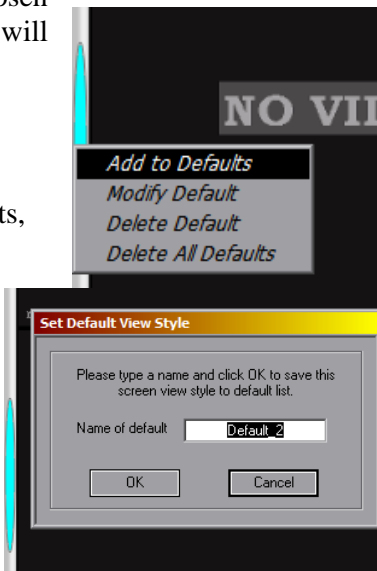 will
NO
Add to Defaults
Modify Default
Delete Default
Delete All Defaults
Set Default View Style
Please type a name and click OK to save this
screen view style to default list.
Name of default Default_2
OK Cancel